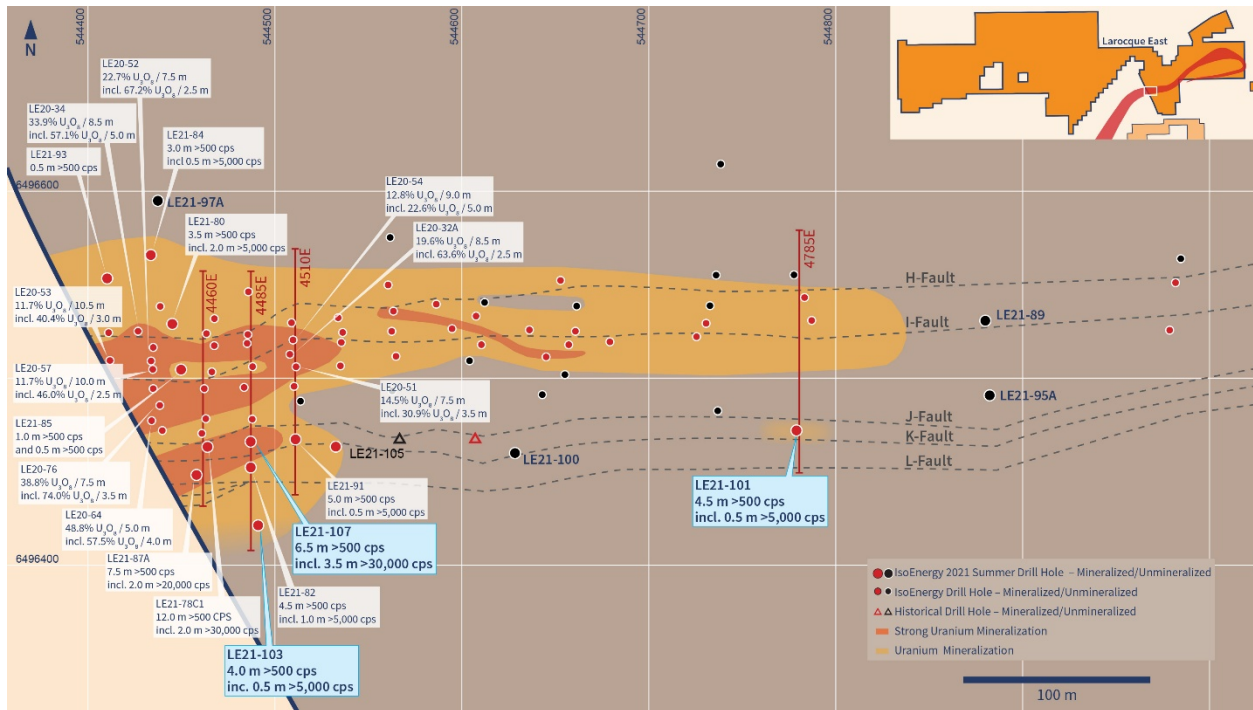 544400
544500
544600
544700
544800
N
Larocque East
LE20-52
22.7% U₃O₈ / 7.5 m
incl. 67.2% U₃O₈ / 2.5 m
LE20-34
33.9% U₃O₈ / 8.5 m
incl. 57.1% U₃O₈ / 5.0 m
LE21-84
3.0 m >500 cps
incl 0.5 m >5,000 cps
LE21-93
0.5 m >500 cps
6496600
LE21-97A
LE21-80
3.5 m >500 cps
incl. 2.0 m >5,000 cps
LE20-54
12.8% U₃O₈ / 9.0 m
incl. 22.6% U₃O₈ / 5.0 m
LE20-32A
19.6% U₃O₈ / 8.5 m
incl. 63.6% U₃O₈ / 2.5 m
4460E
4485E
4510E
4785E
H-Fault
I-Fault
LE21-89
LE20-53
11.7% U₃O₈ / 10.5 m
incl. 40.4% U₃O₈ / 3.0 m
LE20-57
11.7% U₃O₈ / 10.0 m
incl. 46.0% U₃O₈ / 2.5 m
LE20-51
14.5% U₃O₈ / 7.5 m
incl. 30.9% U₃O₈ / 3.5 m
LE21-95A
J-Fault
K-Fault
L-Fault
LE21-85
1.0 m >500 cps
and 0.5 m >500 cps
LE21-105
LE21-100
LE20-76
38.8% U₃O₈ / 7.5 m
incl. 74.0% U₃O₈ / 3.5 m
LE21-91
5.0 m >500 cps
incl. 0.5 m >5,000 cps
LE21-101
4.5 m >500 cps
incl. 0.5 m >5,000 cps
LE20-64
48.8% U₃O₈ / 5.0 m
incl. 57.5% U₃O₈ / 4.0 m
LE21-107
6.5 m >500 cps
incl. 3.5 m >30,000 cps
6496400
LE21-87A
7.5 m >500 cps
incl. 2.0 m >20,000 cps
LE21-82
4.5 m >500 cps
incl. 1.0 m >5,000 cps
LE21-78C1
12.0 m >500 CPS
incl. 2.0 m >30,000 cps
LE21-103
4.0 m >500 cps
inc. 0.5 m >5,000 cps
IsoEnergy 2021 Summer Drill Hole – Mineralized/Unmineralized
IsoEnergy Drill Hole – Mineralized/Unmineralized
Historical Drill Hole – Mineralized/Unmineralized
Strong Uranium Mineralization
Uranium Mineralization
100 m